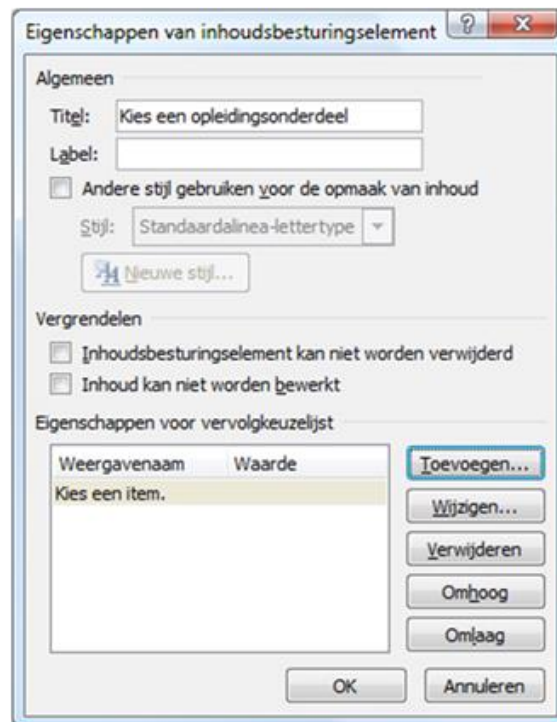 Eigenschappen van inhoudsbesturingselement
Algemeen
Titel: Kies een opleidingsonderdeel
Label:
Andere stijl gebruiken voor de opmaak van inhoud
Stijl: Standaardalinea-lettertype
Nieuwe stijl...
Vergrendelen
Inhoudsbesturingselement kan niet worden verwijderd
Inhoud kan niet worden bewerkt
Eigenschappen voor vervolgkeuzelijst
Weergavenaam Waarde
Kies een item.
Toevoegen...
Wijzigen...
Verwijderen
Omhoog
Omlaag
OK Annuleren